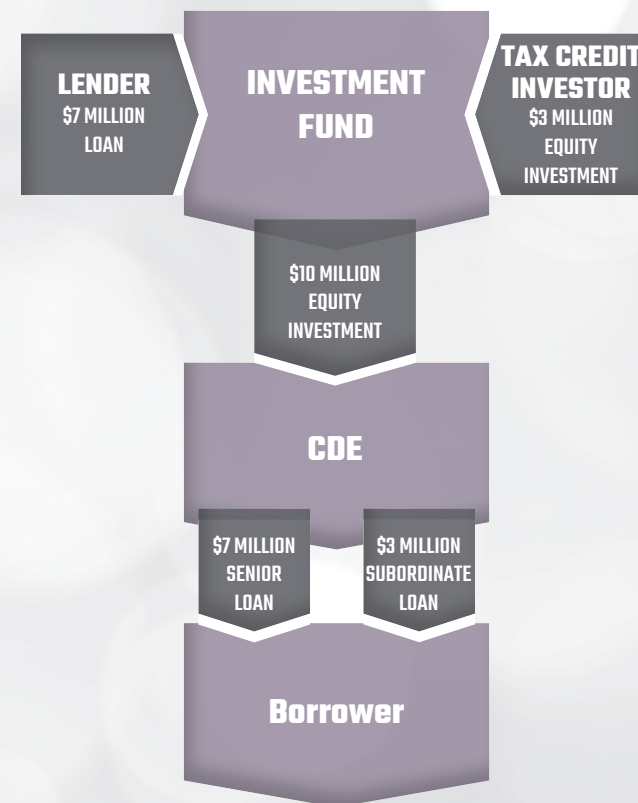 LENDER
$7 MILLION
LOAN
INVESTMENT
FUND
TAX CREDIT
INVESTOR
$3 MILLION
EQUITY
INVESTMENT
$10 MILLION
EQUITY
INVESTMENT
CDE
$7 MILLION
SENIOR
LOAN
$3 MILLION
SUBORDINATE
LOAN
Borrower